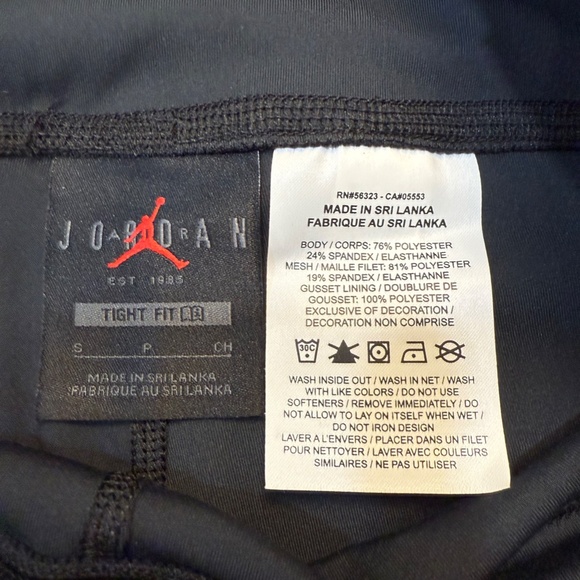 JORDAN
AIR
EST 1985
TIGHT FIT
S P CH
MADE IN SRI LANKA
FABRIQUE AU SRI LANKA
RN#56323 - CA#05553
MADE IN SRI LANKA
FABRIQUE AU SRI LANKA
BODY / CORPS: 76% POLYESTER
24% SPANDEX / ELASTHANNE
MESH / MAILLE FILET: 81% POLYESTER
19% SPANDEX / ELASTHANNE
GUSSET LINING / DOUBLURE DE
GOUSSET: 100% POLYESTER
EXCLUSIVE OF DECORATION /
DECORATION NON COMPRISE
30C
WASH INSIDE OUT / WASH IN NET / WASH
WITH LIKE COLORS / DO NOT USE
SOFTENERS / REMOVE IMMEDIATELY / DO
NOT ALLOW TO LAY ON ITSELF WHEN WET /
DO NOT IRON DESIGN
LAVER A L'ENVERS / PLACER DANS UN FILET
POUR NETTOYER / LAVER AVEC COULEURS
SIMILAIRES / NE PAS UTILISER